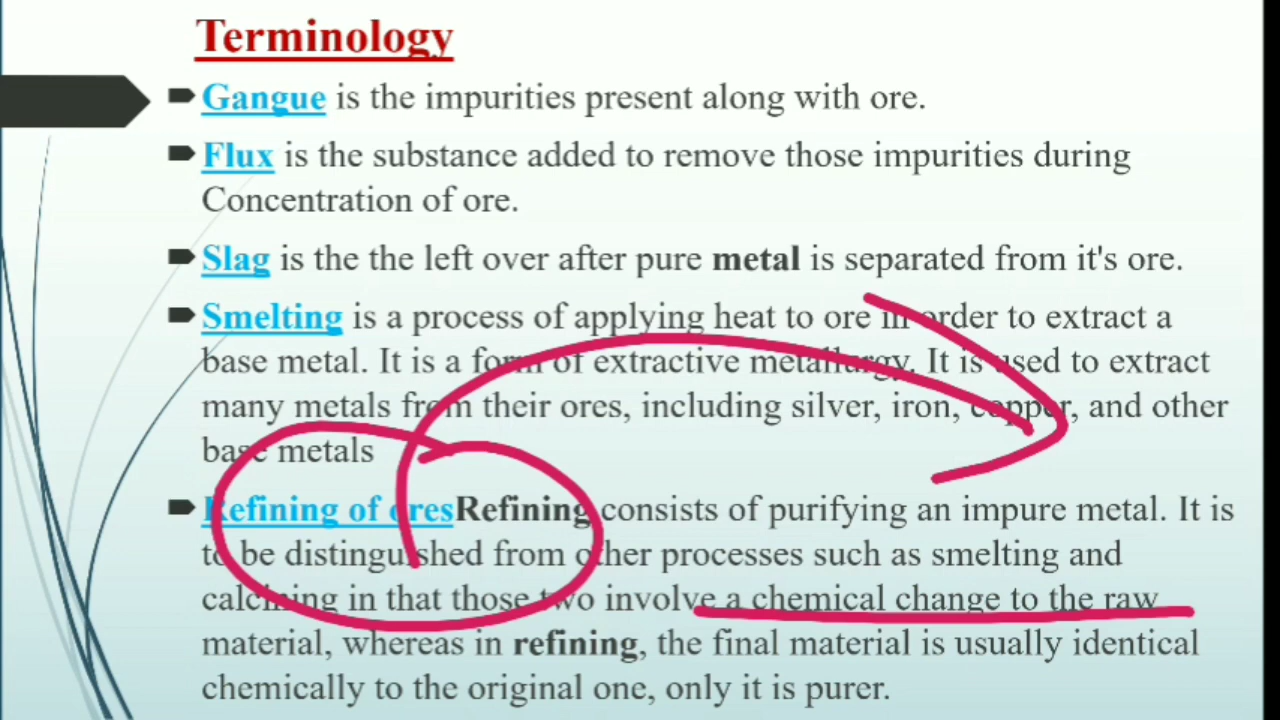 Terminology
Gangue is the impurities present along with ore.
Flux is the substance added to remove those impurities during
Concentration of ore.
Slag is the the left over after pure metal is separated from it's ore.
Smelting is a process of applying heat to ore in order to extract a
base metal. It is a form of extractive metallurgy. It is used to extract
many metals from their ores, including silver, iron, copper, and other
base metals
Refining of oresRefining consists of purifying an impure metal. It is
to be distinguished from other processes such as smelting and
calcining in that those two involve a chemical change to the raw
material, whereas in refining, the final material is usually identical
chemically to the original one, only it is purer.